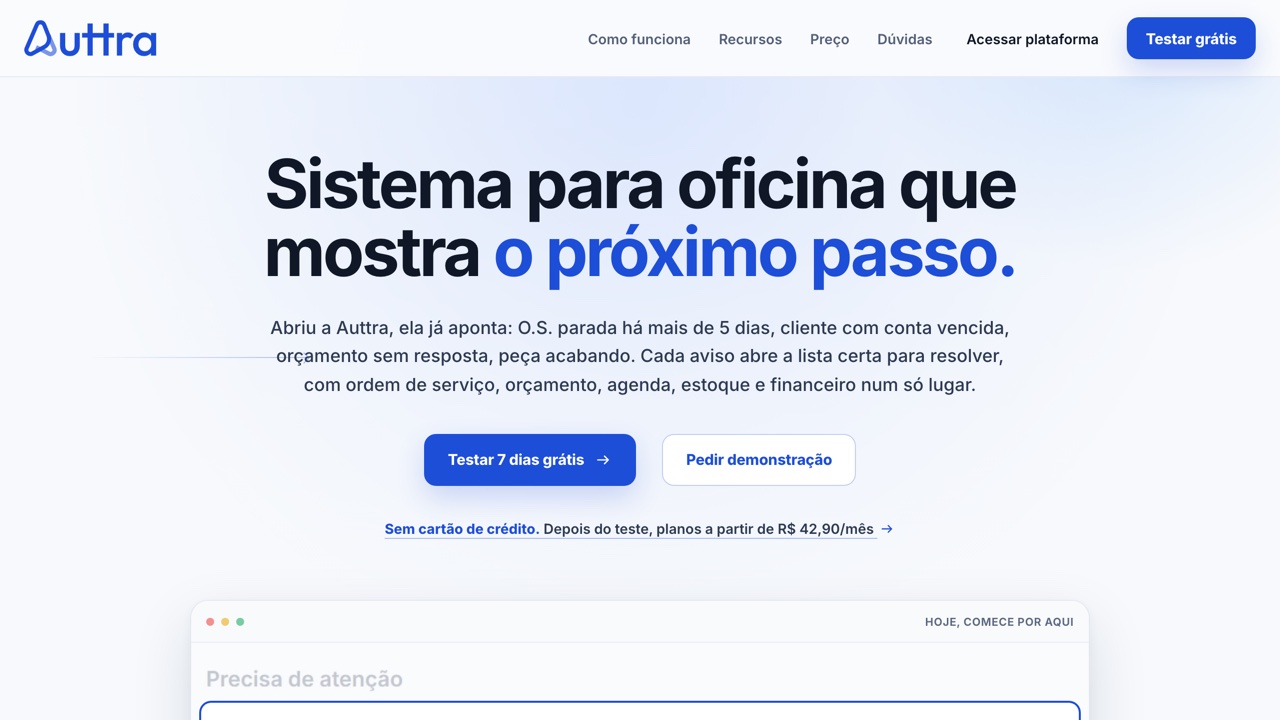 Auttra
Como funciona
Recursos
Preço
Dúvidas
Acessar plataforma
Testar grátis
Sistema para oficina que
mostra o próximo passo.
Abriu a Auttra, ela já aponta: O.S. parada há mais de 5 dias, cliente com conta vencida,
orçamento sem resposta, peça acabando. Cada aviso abre a lista certa para resolver,
com ordem de serviço, orçamento, agenda, estoque e financeiro num só lugar.
Testar 7 dias grátis →
Pedir demonstração
Sem cartão de crédito. Depois do teste, planos a partir de R$ 42,90/mês →
HOJE, COMECE POR AQUI
Precisa de atenção